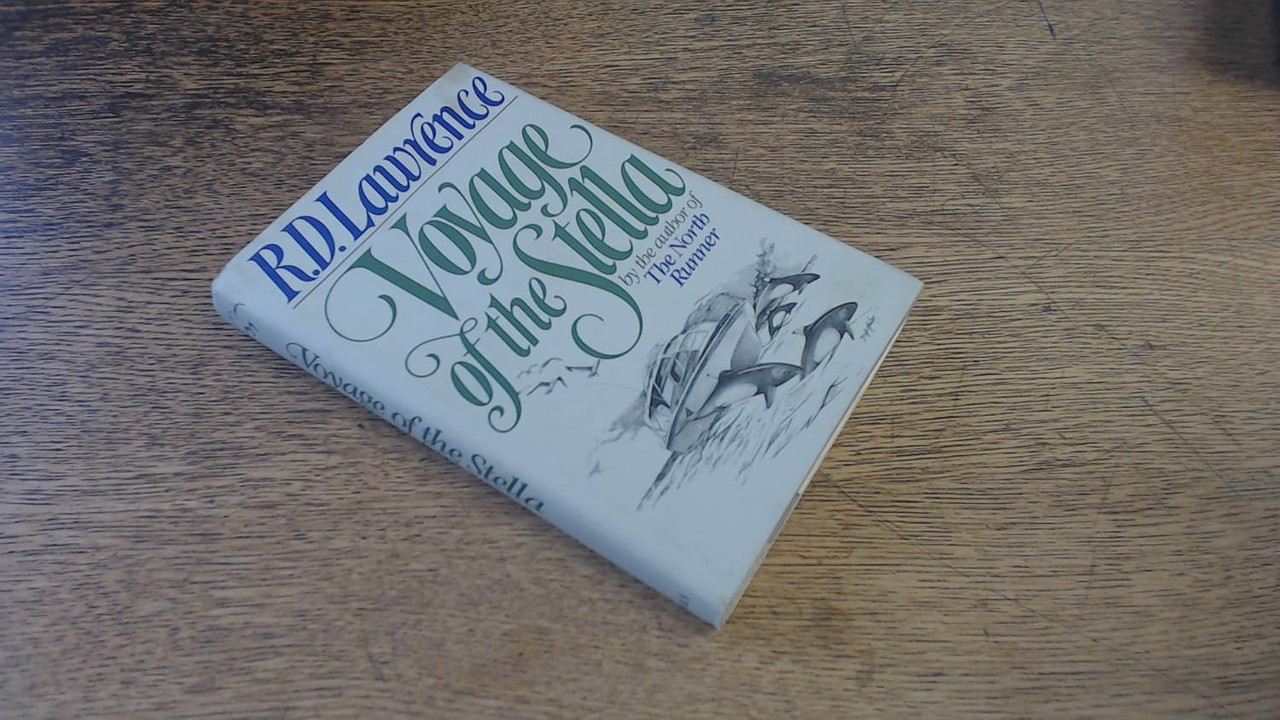 R.D. Lawrence
Voyage
of the Stella
by the author of
The North
Runner
Voyage of the Stella